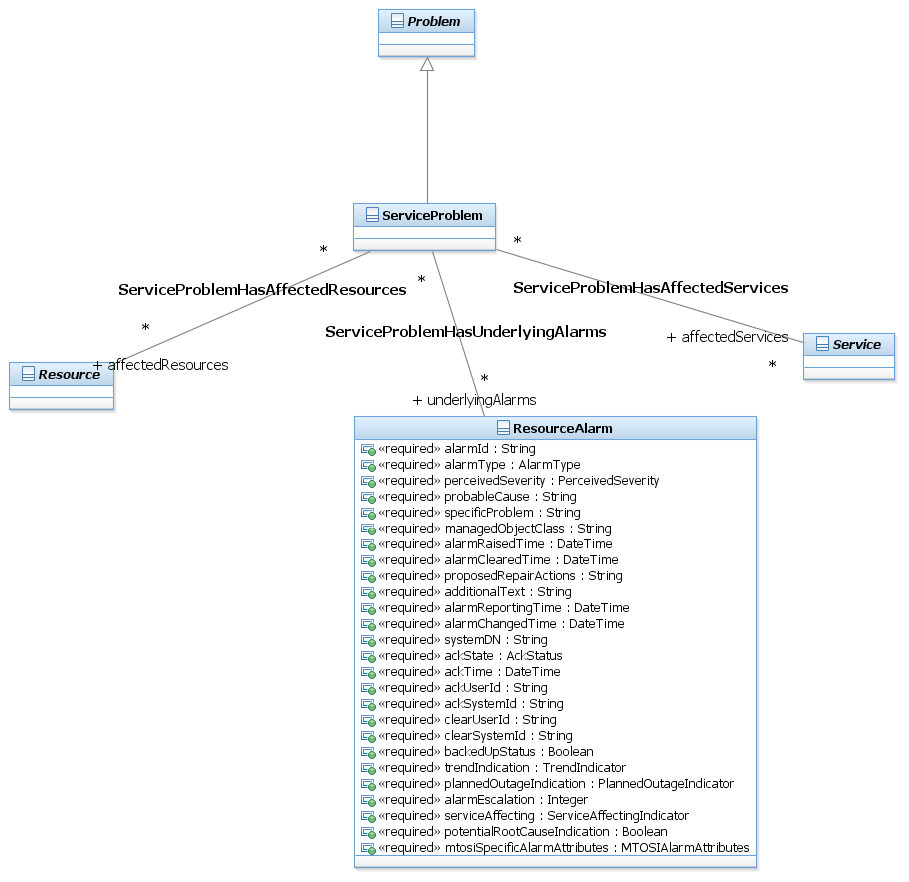 Problem
ServiceProblem
*
*
*
ServiceProblemHasAffectedResources
ServiceProblemHasAffectedServices
*
ServiceProblemHasUnderlyingAlarms
+ affectedServices
Service
+ affectedResources
*
Resource
*
+ underlyingAlarms
ResourceAlarm
«required» alarmId : String
«required» alarmType : AlarmType
«required» perceivedSeverity : PerceivedSeverity
«required» probableCause : String
«required» specificProblem : String
«required» managedObjectClass : String
«required» alarmRaisedTime : DateTime
«required» alarmClearedTime : DateTime
«required» proposedRepairActions : String
«required» additionalText : String
«required» alarmReportingTime : DateTime
«required» alarmChangedTime : DateTime
«required» systemDN : String
«required» ackState : AckStatus
«required» ackTime : DateTime
«required» ackUserId : String
«required» ackSystemId : String
«required» clearUserId : String
«required» clearSystemId : String
«required» backedUpStatus : Boolean
«required» trendIndication : TrendIndicator
«required» plannedOutageIndication : PlannedOutageIndicator
«required» alarmEscalation : Integer
«required» serviceAffecting : ServiceAffectingIndicator
«required» potentialRootCauseIndication : Boolean
«required» mtosiSpecificAlarmAttributes : MTOSIAlarmAttributes